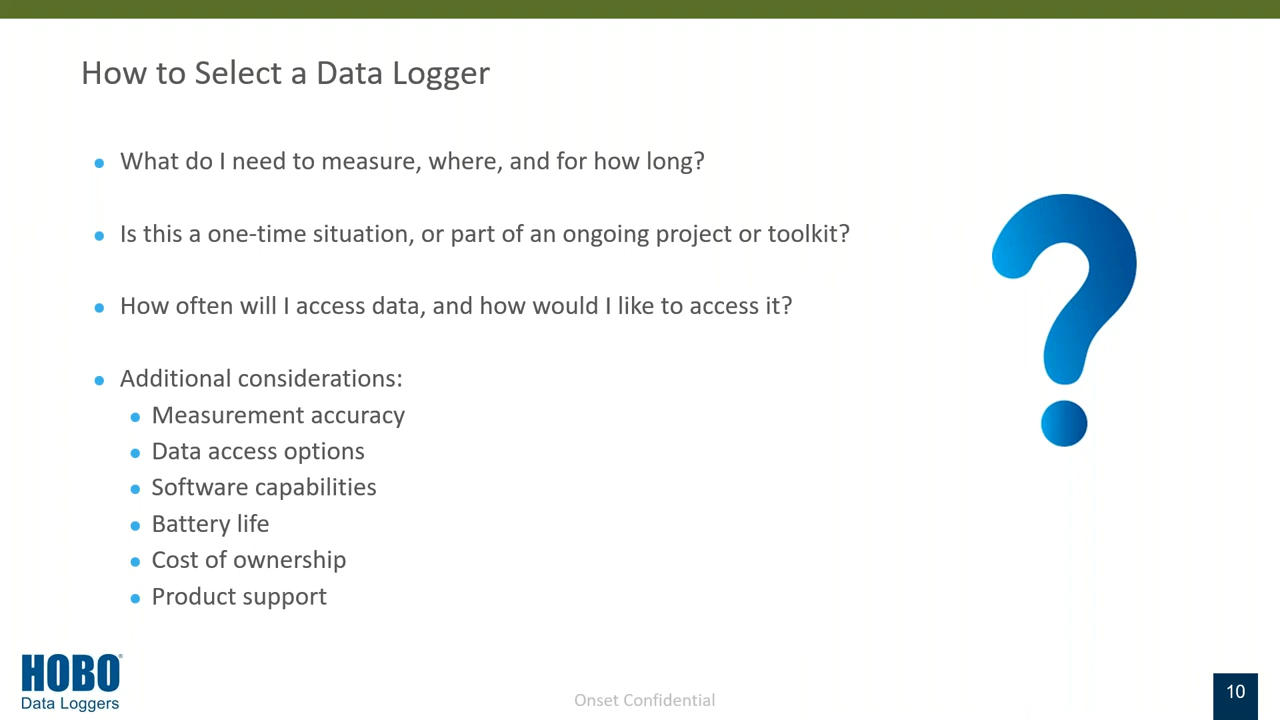 How to Select a Data Logger
What do I need to measure, where, and for how long?
Is this a one-time situation, or part of an ongoing project or toolkit?
How often will I access data, and how would I like to access it?
Additional considerations:
Measurement accuracy
Data access options
Software capabilities
Battery life
Cost of ownership
Product support
HOBO®
Data Loggers
Onset Confidential
10